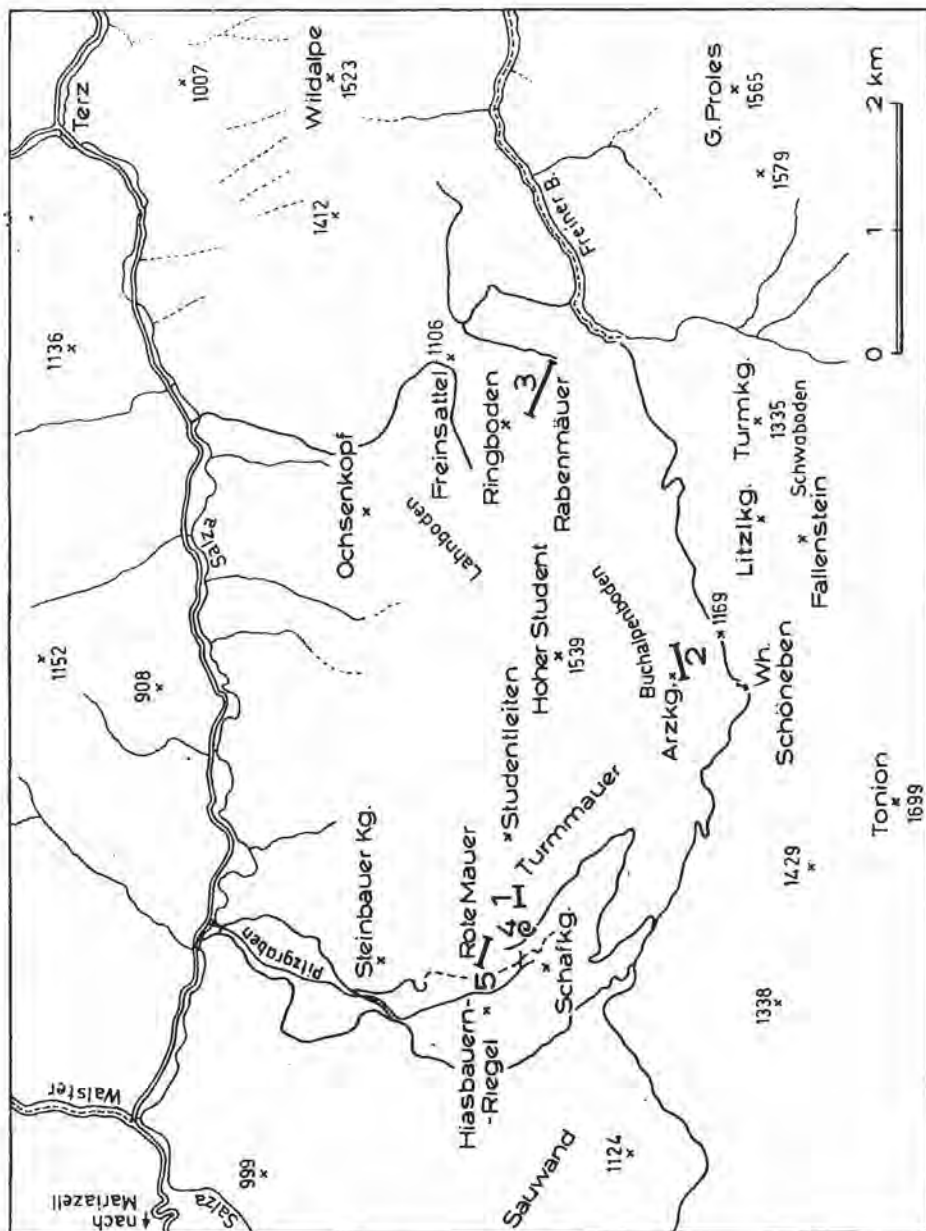 nach
Mariazell
Salza
Walster
999
Pilzgraben
Steinbauer Kg.
1152
908
Salza
1136
Terz
1007
Wildalpe
1523
1412
Ochsenkopf
Lahnboden
Freinsattel
1106
Ringboden
3
Rabenmäuer
Freiner B.
G. Proles
1565
1579
Hiasbauern-
-Riegel
5
Rote Mauer
4
1
Turmmauer
Studentleiten
Hoher Student
1539
Schafkg.
Sauwand
1124
Buchalpenboden
Arzkg.
2
1169
Wh.
Schöneben
Litzlkg.
Turmkg.
1335
Schwaboden
Fallenstein
1338
1429
Tonion
1699
0
1
2 km